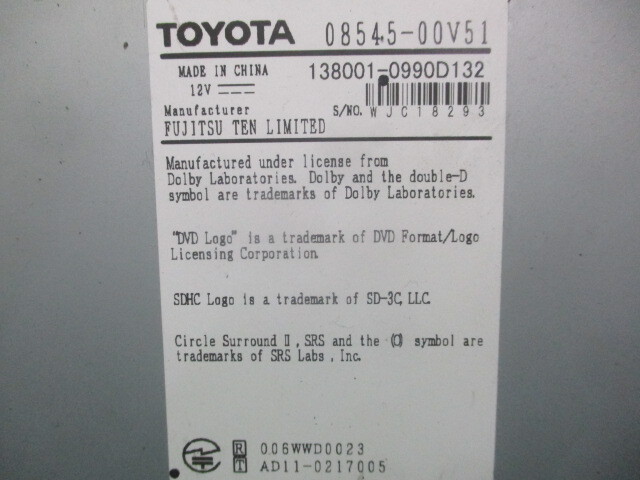 TOYOTA 08545-00V51
MADE IN CHINA 138001-0990D132
12V
Manufacturer S/NO. WJC18293
FUJITSU TEN LIMITED
Manufactured under license from
Dolby Laboratories. Dolby and the double-D
symbol are trademarks of Dolby Laboratories.
"DVD Logo" is a trademark of DVD Format/Logo
Licensing Corporation.
SDHC Logo is a trademark of SD-3C, LLC.
Circle Surround II, SRS and the (O) symbol are
trademarks of SRS Labs, Inc.
R 006WWD0023
T AD11-0217005